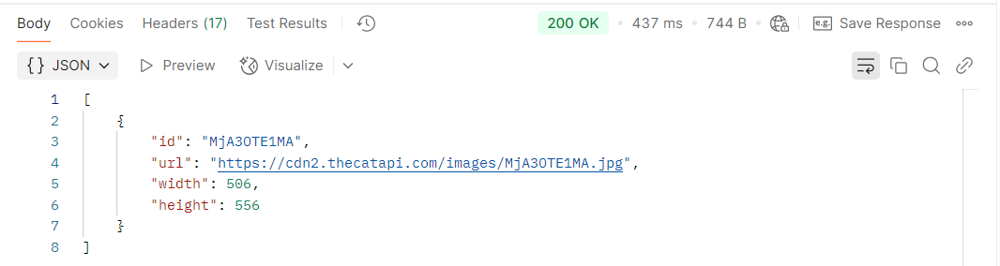 Body Cookies Headers (17) Test Results 200 OK • 437 ms • 744 B • e.g. Save Response
{} JSON Preview Visualize
1 [
2 {
3 "id": "MjA3OTE1MA",
4 "url": "https://cdn2.thecatapi.com/images/MjA3OTE1MA.jpg",
5 "width": 506,
6 "height": 556
7 }
8 ]